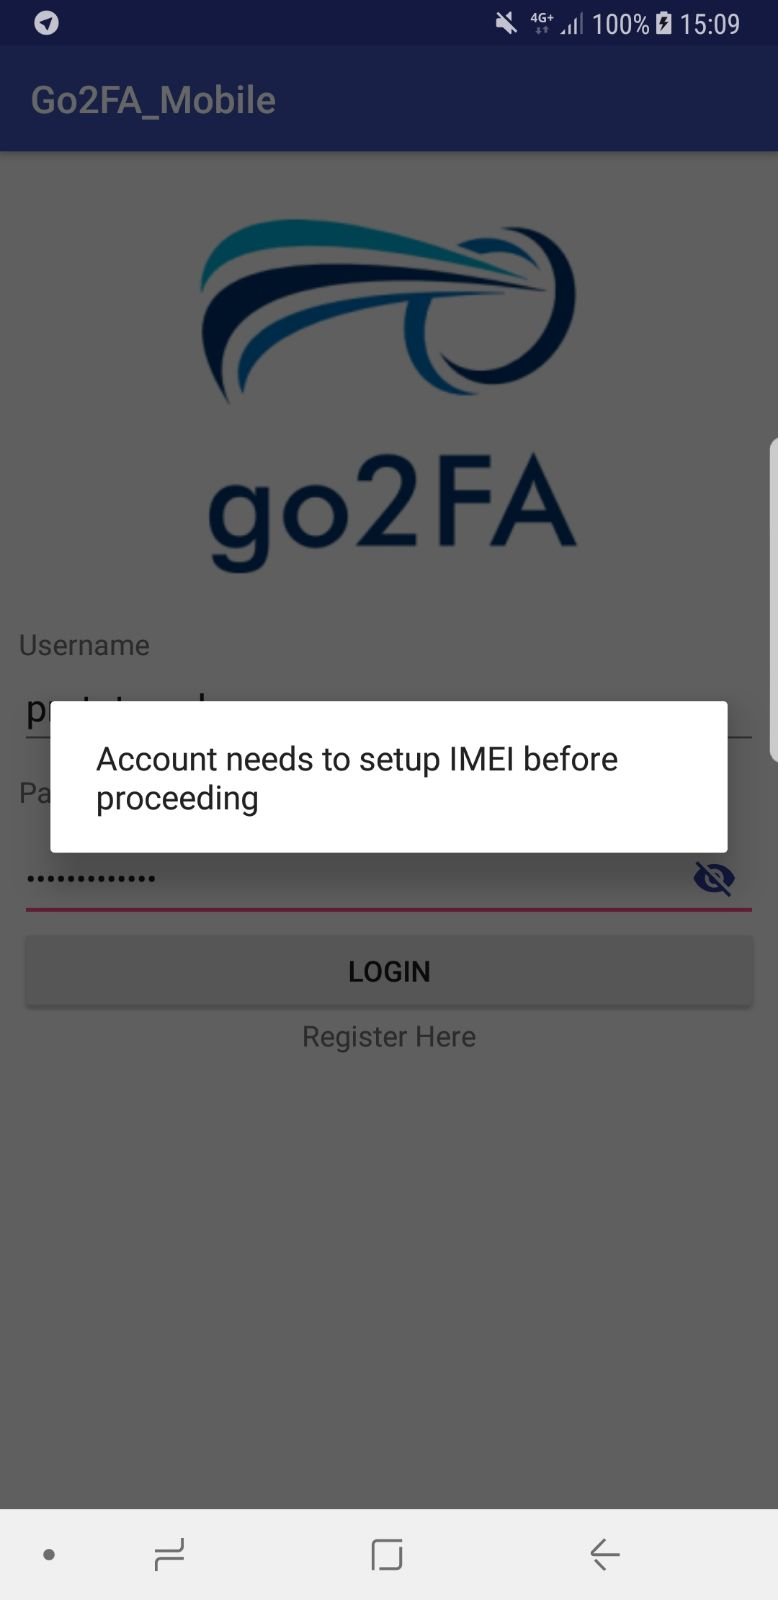 4G+ 100% 15:09
Go2FA_Mobile
go2FA
Username
Account needs to setup IMEI before
proceeding
•••••••••••••
LOGIN
Register Here